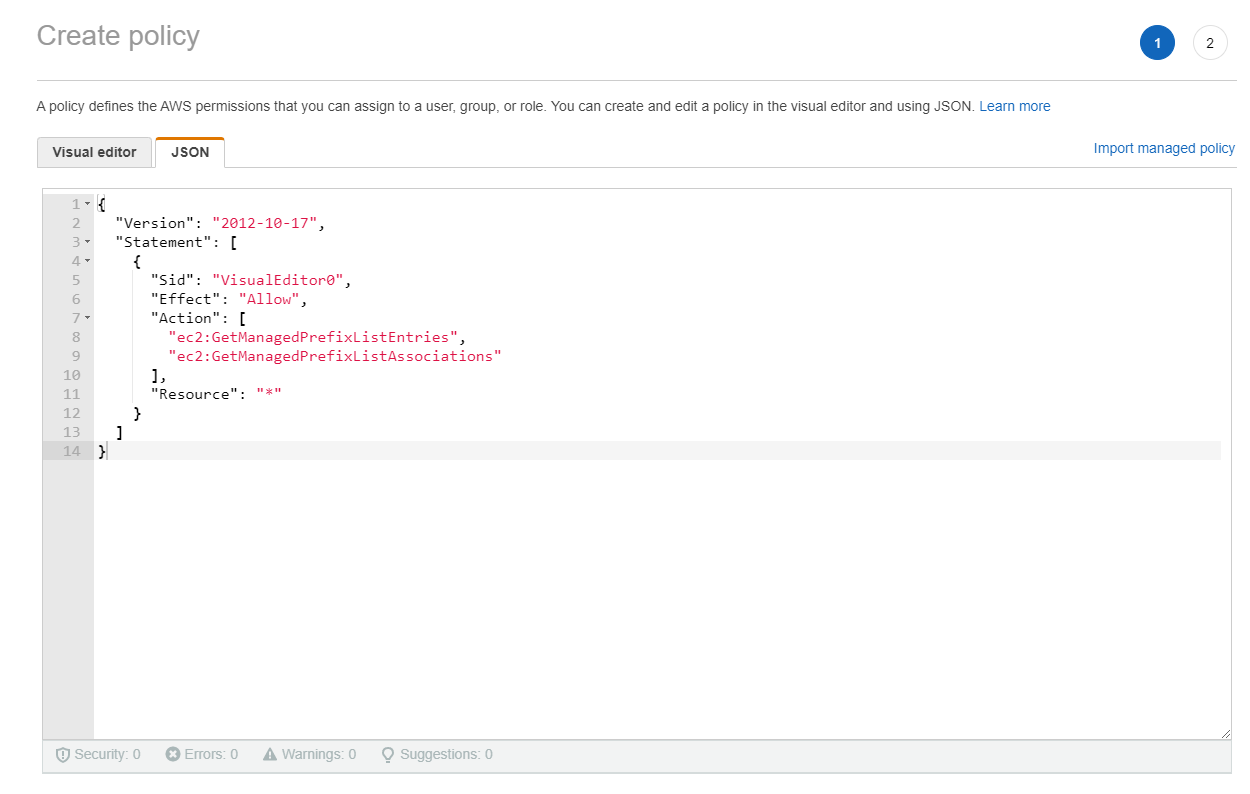 Create policy
1
2
A policy defines the AWS permissions that you can assign to a user, group, or role. You can create and edit a policy in the visual editor and using JSON. Learn more
Visual editor
JSON
Import managed policy
1 {
2   "Version": "2012-10-17",
3   "Statement": [
4     {
5       "Sid": "VisualEditor0",
6       "Effect": "Allow",
7       "Action": [
8         "ec2:GetManagedPrefixListEntries",
9         "ec2:GetManagedPrefixListAssociations"
10       ],
11       "Resource": "*"
12     }
13   ]
14 }
Security: 0 Errors: 0 Warnings: 0 Suggestions: 0